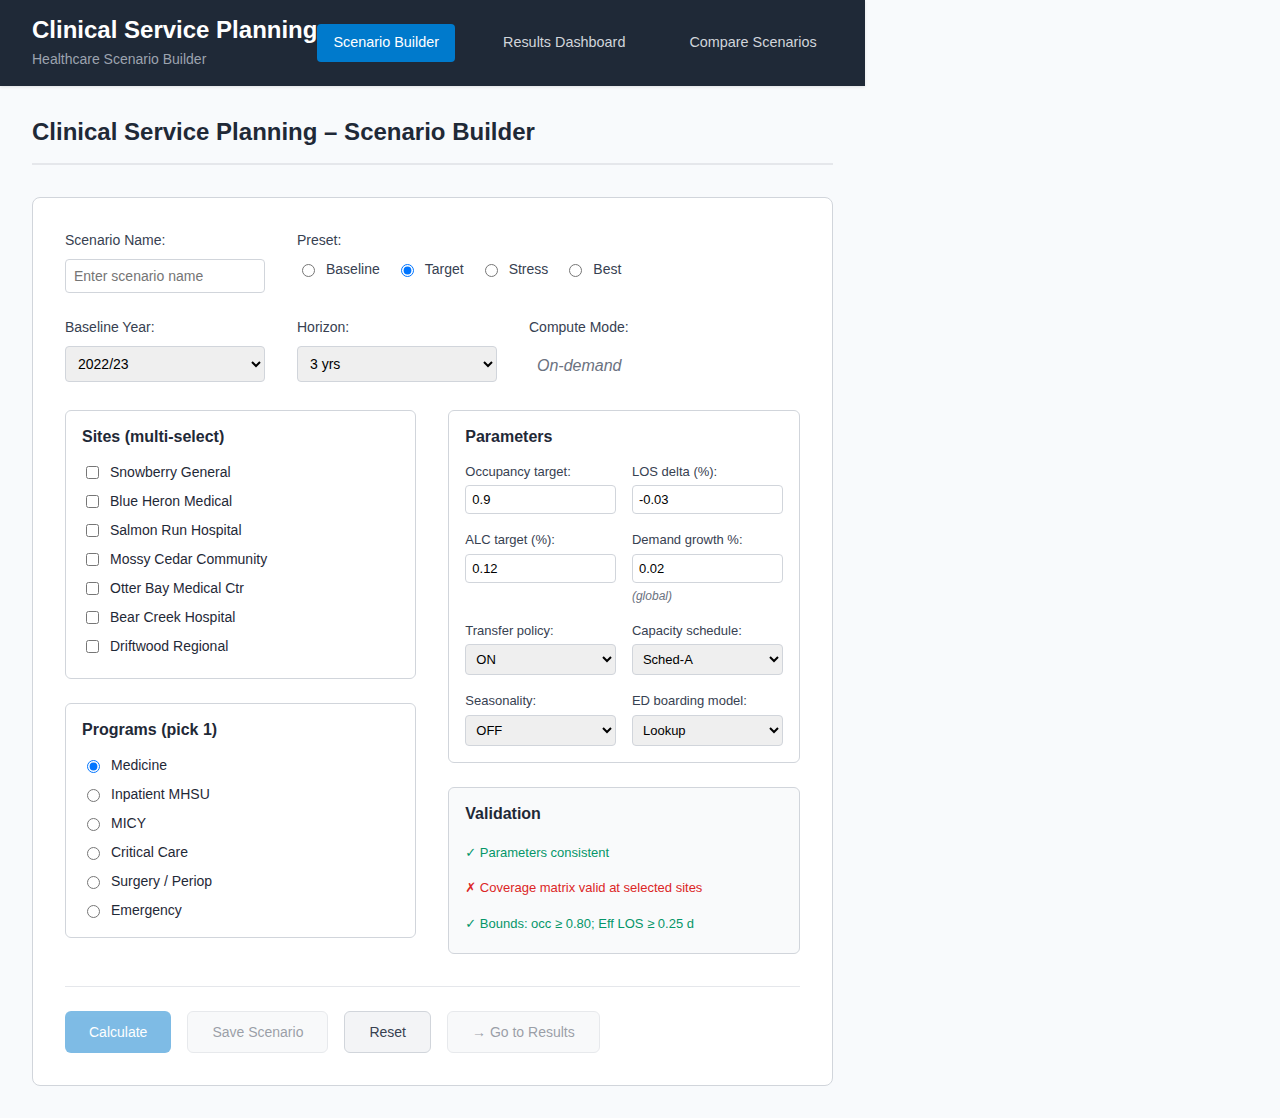 Clinical Service Planning
Healthcare Scenario Builder
Scenario Builder
Results Dashboard
Compare Scenarios
Clinical Service Planning – Scenario Builder
Scenario Name:
Enter scenario name
Preset:
Baseline
Target
Stress
Best
Baseline Year:
2022/23
Horizon:
3 yrs
Compute Mode:
On-demand
Sites (multi-select)
Snowberry General
Blue Heron Medical
Salmon Run Hospital
Mossy Cedar Community
Otter Bay Medical Ctr
Bear Creek Hospital
Driftwood Regional
Programs (pick 1)
Medicine
Inpatient MHSU
MICY
Critical Care
Surgery / Periop
Emergency
Parameters
Occupancy target:
0.9
LOS delta (%):
-0.03
ALC target (%):
0.12
Demand growth %:
0.02
(global)
Transfer policy:
ON
Capacity schedule:
Sched-A
Seasonality:
OFF
ED boarding model:
Lookup
Validation
✓ Parameters consistent
✗ Coverage matrix valid at selected sites
✓ Bounds: occ ≥ 0.80; Eff LOS ≥ 0.25 d
Calculate
Save Scenario
Reset
→ Go to Results